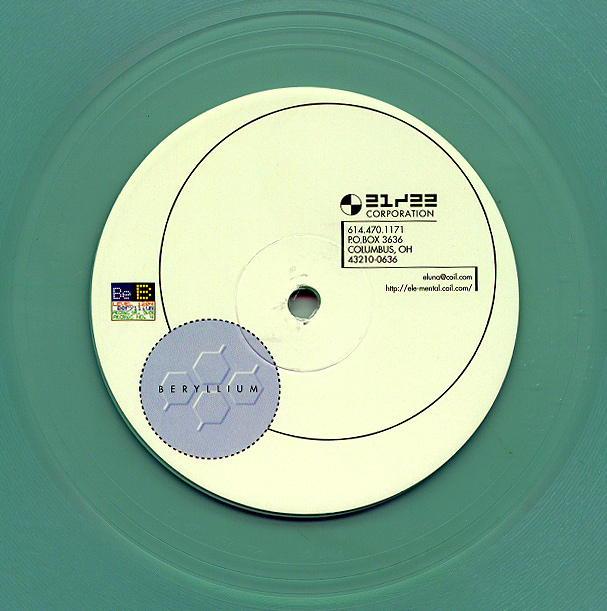 21/22
CORPORATION
614.470.1171
P.O.BOX 3636
COLUMBUS, OH
43210-0636
eluna@coil.com
http://ele-mental.coil.com/
Be B
BERYLLIUM